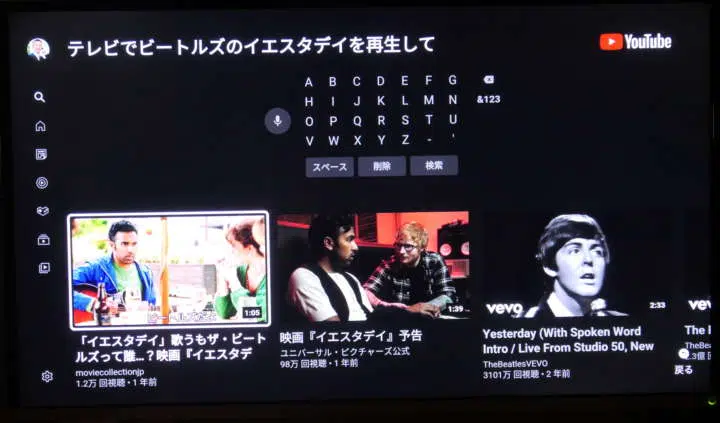 テレビでビートルズのイエスタデイを再生して
YouTube
A B C D E F G
&123
H I J K L M N
O P Q R S T U
V W X Y Z - '
スペース 削除 検索
1:05
1:39
vevo
2:33
vevo
「イエスタデイ」歌うもザ・ビート
ルズって誰...？映画『イエスタデ
moviecollectionjp
1.2万 回視聴・1 年前
映画『イエスタデイ』予告
ユニバーサル・ピクチャーズ公式
98万 回視聴・1 年前
Yesterday (With Spoken Word
Intro / Live From Studio 50, New
TheBeatlesVEVO
3101万 回視聴・2 年前
The
TheBeat
.3億
戻る